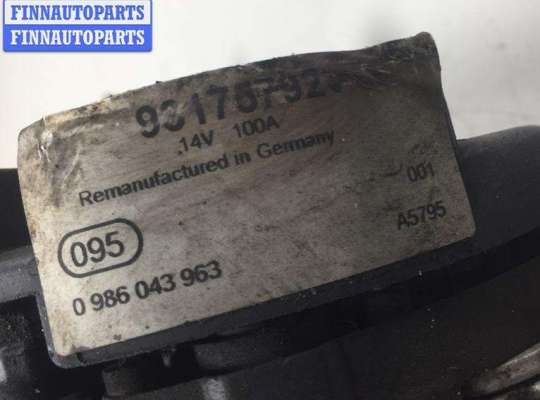 FINNAUTOPARTS
FINNAUTOPARTS
14V 100A
Remanufactured in Germany
001
095
A5795
0 986 043 963